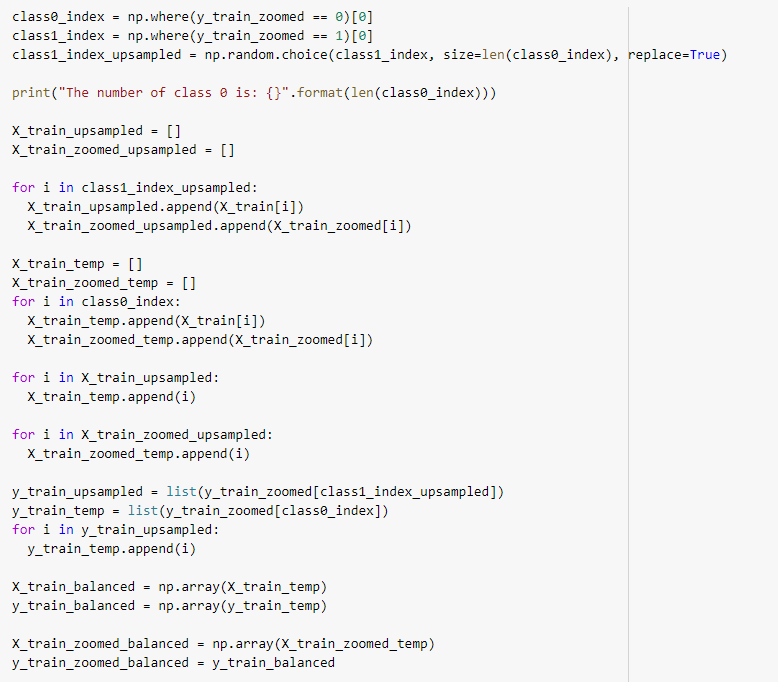 class0_index = np.where(y_train_zoomed == 0)[0]
class1_index = np.where(y_train_zoomed == 1)[0]
class1_index_upsampled = np.random.choice(class1_index, size=len(class0_index), replace=True)

print("The number of class 0 is: {}".format(len(class0_index)))

X_train_upsampled = []
X_train_zoomed_upsampled = []

for i in class1_index_upsampled:
  X_train_upsampled.append(X_train[i])
  X_train_zoomed_upsampled.append(X_train_zoomed[i])

X_train_temp = []
X_train_zoomed_temp = []
for i in class0_index:
  X_train_temp.append(X_train[i])
  X_train_zoomed_temp.append(X_train_zoomed[i])

for i in X_train_upsampled:
  X_train_temp.append(i)

for i in X_train_zoomed_upsampled:
  X_train_zoomed_temp.append(i)

y_train_upsampled = list(y_train_zoomed[class1_index_upsampled])
y_train_temp = list(y_train_zoomed[class0_index])
for i in y_train_upsampled:
  y_train_temp.append(i)

X_train_balanced = np.array(X_train_temp)
y_train_balanced = np.array(y_train_temp)

X_train_zoomed_balanced = np.array(X_train_zoomed_temp)
y_train_zoomed_balanced = y_train_balanced